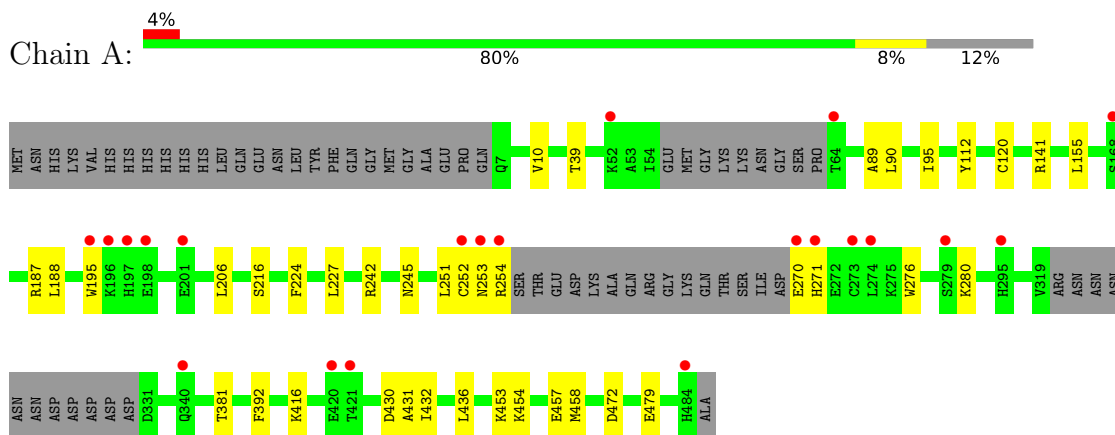 4%
Chain A:
80% 8% 12%
MET ASN HIS LYS VAL HIS HIS HIS HIS HIS HIS LEU GLN GLU ASN LEU TYR PHE GLN GLY MET GLY ALA GLU PRO GLN Q7 V10 T39 K52 A53 I54 GLU MET GLY LYS LYS ASN GLY SER PRO T64 A89 L90 I95 Y112 C120 R141 L155 S168
R187 L188 W195 K196 H197 E198 E201 L206 S216 F224 L227 R242 N245 L251 C252 N253 R254 SER THR GLU ASP LYS ALA GLN ARG GLY LYS GLN THR SER ILE ASP E270 H271 E272 C273 L274 K275 W276 S279 K280 H295 V319 ARG ASN ASN ASN
ASN ASN ASP ASP ASP ASP ASP D331 Q340 T381 F392 K416 E420 T421 D430 A431 I432 L436 K453 K454 E457 M458 D472 E479 H484 ALA